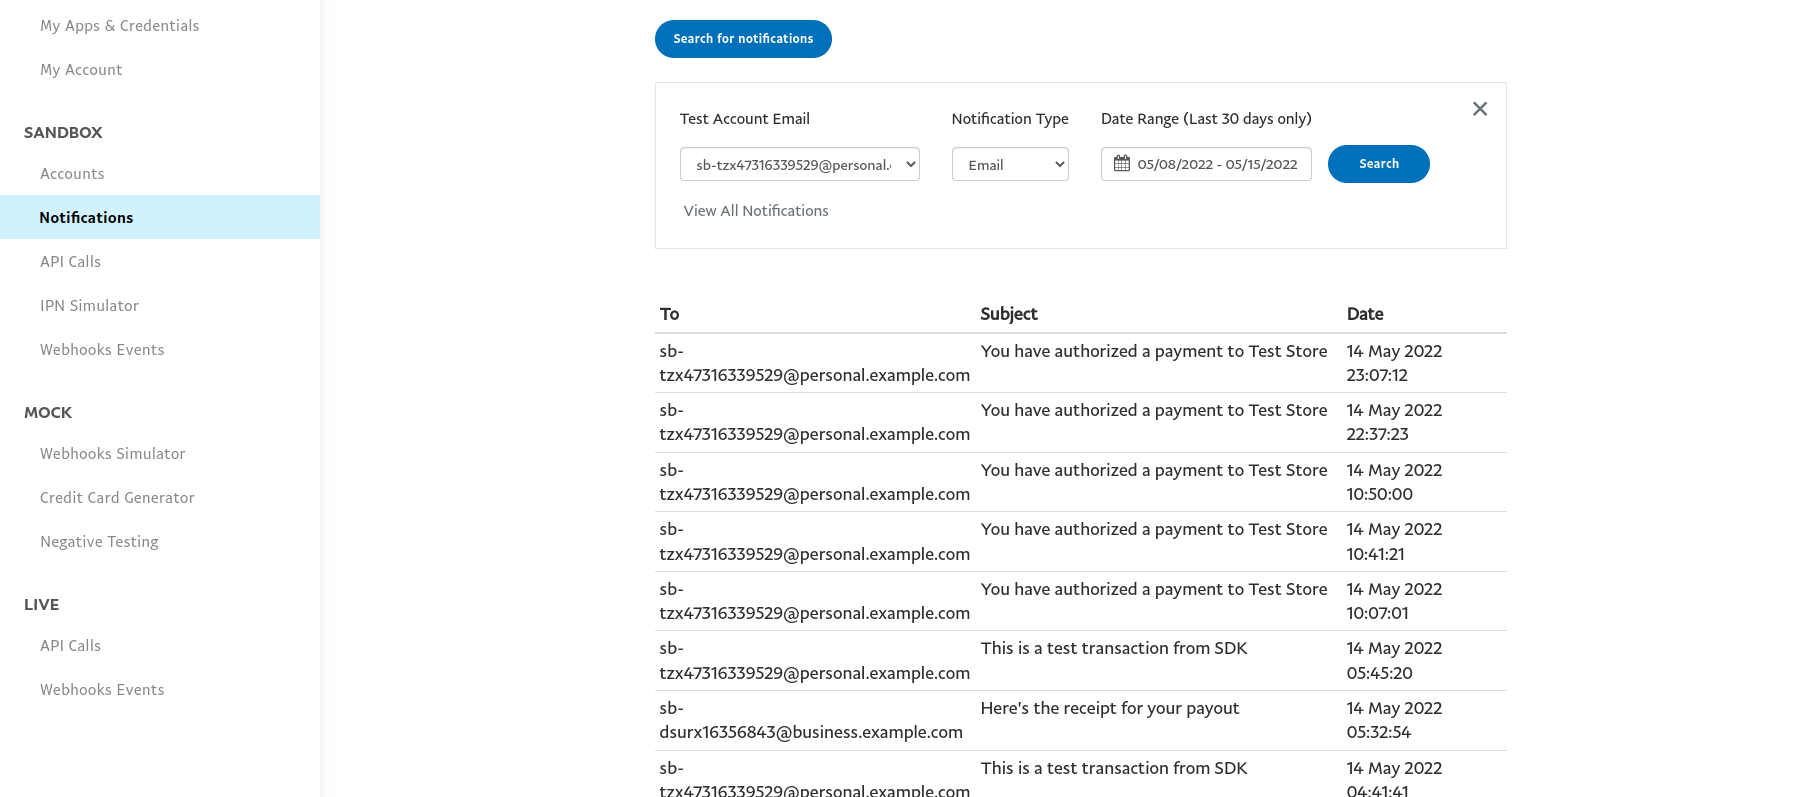 My Apps & Credentials
My Account
SANDBOX
Accounts
Notifications
API Calls
IPN Simulator
Webhooks Events
MOCK
Webhooks Simulator
Credit Card Generator
Negative Testing
LIVE
API Calls
Webhooks Events
Search for notifications
Test Account Email
Notification Type
Date Range (Last 30 days only)
sb-tzx47316339529@personal.
Email
05/08/2022 - 05/15/2022
Search
View All Notifications
To Subject Date
sb- You have authorized a payment to Test Store 14 May 2022
tzx47316339529@personal.example.com 23:07:12
sb- You have authorized a payment to Test Store 14 May 2022
tzx47316339529@personal.example.com 22:37:23
sb- You have authorized a payment to Test Store 14 May 2022
tzx47316339529@personal.example.com 10:50:00
sb- You have authorized a payment to Test Store 14 May 2022
tzx47316339529@personal.example.com 10:41:21
sb- You have authorized a payment to Test Store 14 May 2022
tzx47316339529@personal.example.com 10:07:01
sb- This is a test transaction from SDK 14 May 2022
tzx47316339529@personal.example.com 05:45:20
sb- Here's the receipt for your payout 14 May 2022
dsurx16356843@business.example.com 05:32:54
sb- This is a test transaction from SDK 14 May 2022
tzx47316339529@personal.example.com 04:41:41